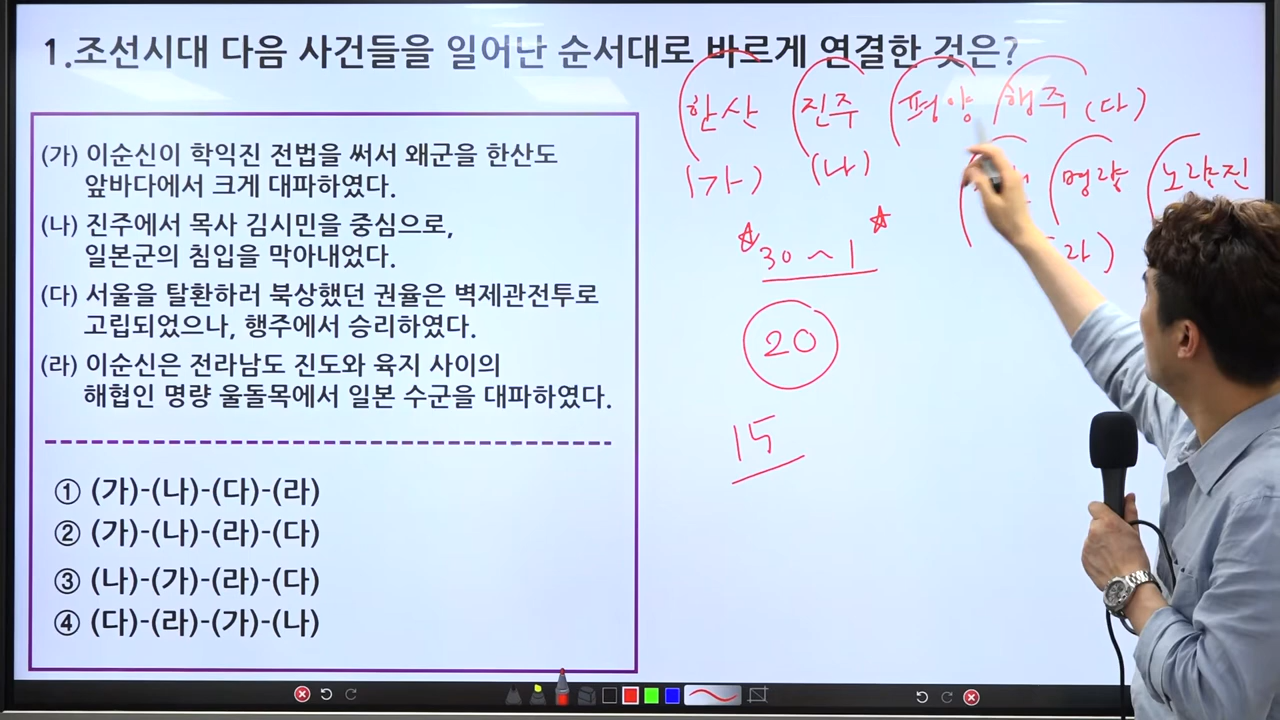 1.조선시대 다음 사건들을 일어난 순서대로 바르게 연결한 것은?
(가) 이순신이 학익진 전법을 써서 왜군을 한산도
앞바다에서 크게 대파하였다.
(나) 진주에서 목사 김시민을 중심으로,
일본군의 침입을 막아내었다.
(다) 서울을 탈환하러 북상했던 권율은 벽제관전투로
고립되었으나, 행주에서 승리하였다.
(라) 이순신은 전라남도 진도와 육지 사이의
해협인 명량 울돌목에서 일본 수군을 대파하였다.
① (가)-(나)-(다)-(라)
② (가)-(나)-(라)-(다)
③ (나)-(가)-(라)-(다)
④ (다)-(라)-(가)-(나)
한산 진주 평양 행주 (다)
(가) (나)
명량 노량진
라)
30~1
20
15